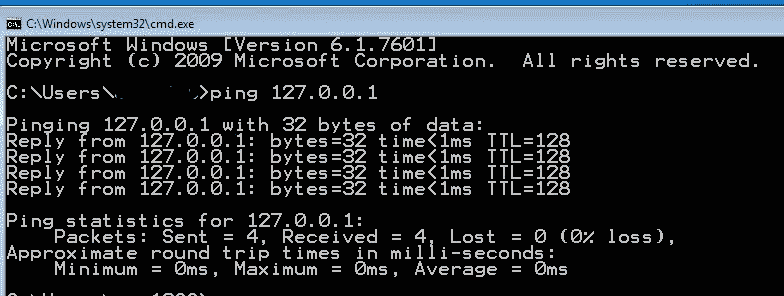 C:\Windows\system32\cmd.exe
Microsoft Windows [Version 6.1.7601]
Copyright (c) 2009 Microsoft Corporation.  All rights reserved.
C:\Users\>ping 127.0.0.1
Pinging 127.0.0.1 with 32 bytes of data:
Reply from 127.0.0.1: bytes=32 time<1ms TTL=128
Reply from 127.0.0.1: bytes=32 time<1ms TTL=128
Reply from 127.0.0.1: bytes=32 time<1ms TTL=128
Reply from 127.0.0.1: bytes=32 time<1ms TTL=128
Ping statistics for 127.0.0.1:
    Packets: Sent = 4, Received = 4, Lost = 0 (0% loss),
Approximate round trip times in milli-seconds:
    Minimum = 0ms, Maximum = 0ms, Average = 0ms